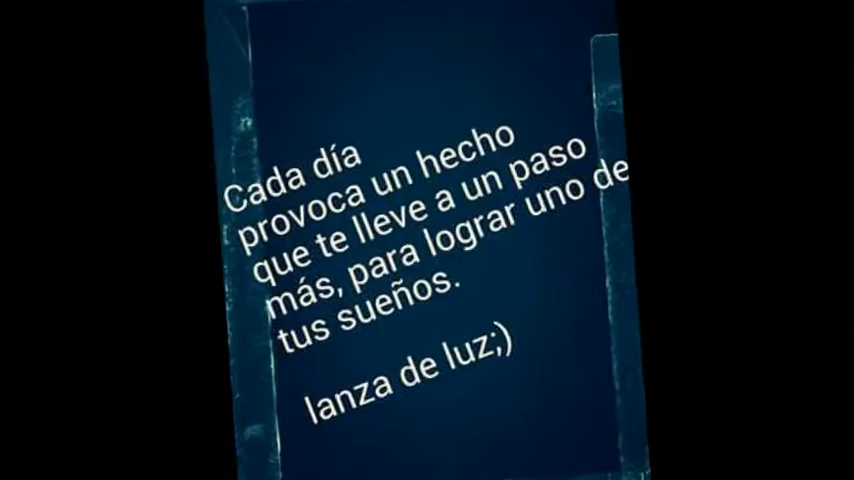 Cada día
provoca un hecho
que te lleve a un paso
más, para lograr uno de
tus sueños.
lanza de luz;)